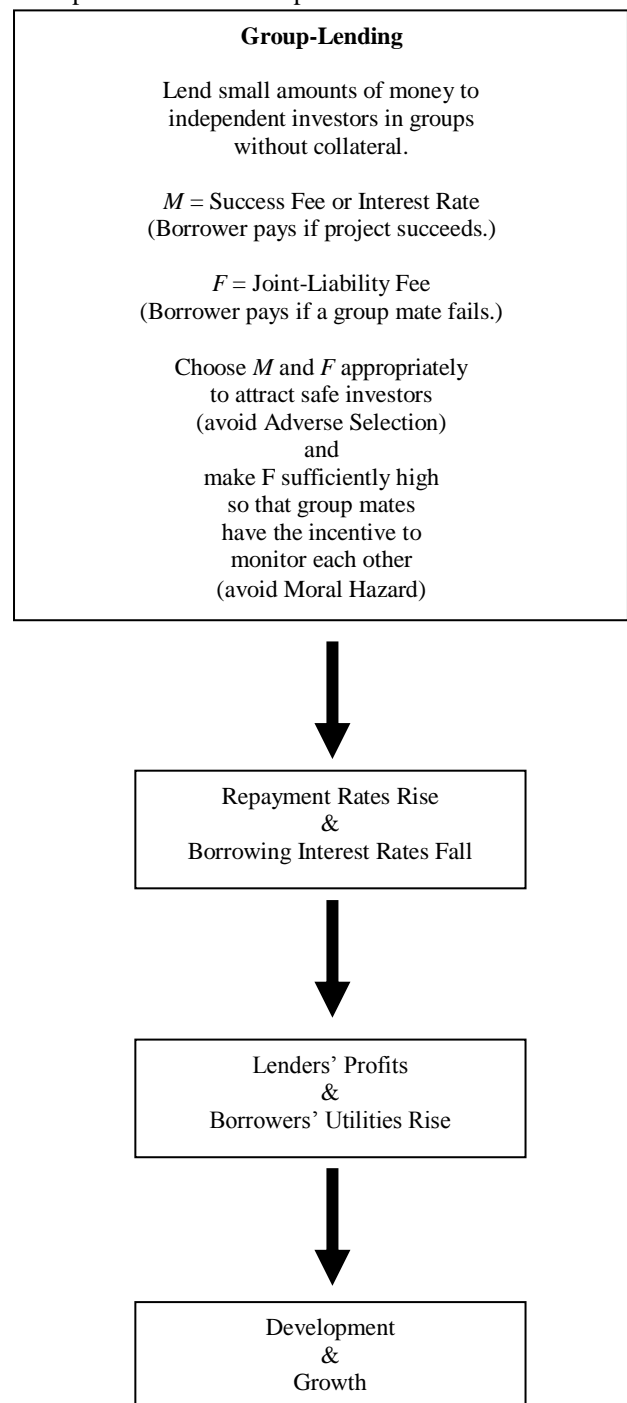 Group-Lending
Lend small amounts of money to
independent investors in groups
without collateral.
M = Success Fee or Interest Rate
(Borrower pays if project succeeds.)
F = Joint-Liability Fee
(Borrower pays if a group mate fails.)
Choose M and F appropriately
to attract safe investors
(avoid Adverse Selection)
and
make F sufficiently high
so that group mates
have the incentive to
monitor each other
(avoid Moral Hazard)
Repayment Rates Rise
&
Borrowing Interest Rates Fall
Lenders’ Profits
&
Borrowers’ Utilities Rise
Development
&
Growth